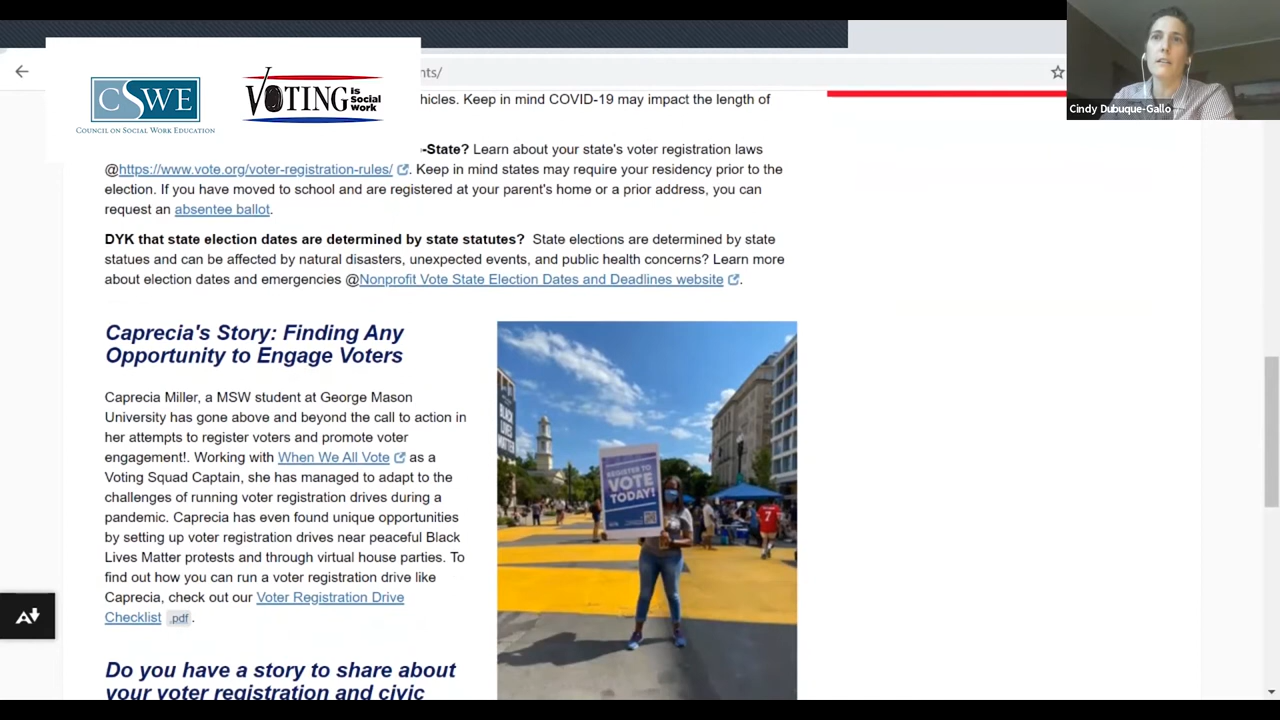 CSWE
COUNCIL ON SOCIAL WORK EDUCATION
VOTING is Social Work
nts/
Cindy Dubuque-Gallo
hicles. Keep in mind COVID-19 may impact the length of
-State? Learn about your state's voter registration laws
@https://www.vote.org/voter-registration-rules/. Keep in mind states may require your residency prior to the
election. If you have moved to school and are registered at your parent's home or a prior address, you can
request an absentee ballot.
DYK that state election dates are determined by state statutes? State elections are determined by state
statues and can be affected by natural disasters, unexpected events, and public health concerns? Learn more
about election dates and emergencies @Nonprofit Vote State Election Dates and Deadlines website.
Caprecia's Story: Finding Any
Opportunity to Engage Voters
Caprecia Miller, a MSW student at George Mason
University has gone above and beyond the call to action in
her attempts to register voters and promote voter
engagement!. Working with When We All Vote as a
Voting Squad Captain, she has managed to adapt to the
challenges of running voter registration drives during a
pandemic. Caprecia has even found unique opportunities
by setting up voter registration drives near peaceful Black
Lives Matter protests and through virtual house parties. To
find out how you can run a voter registration drive like
Caprecia, check out our Voter Registration Drive
Checklist .pdf.
BLACK
LIVES
MATTER
REGISTER TO
VOTE
TODAY!
7
Do you have a story to share about
your voter registration and civic